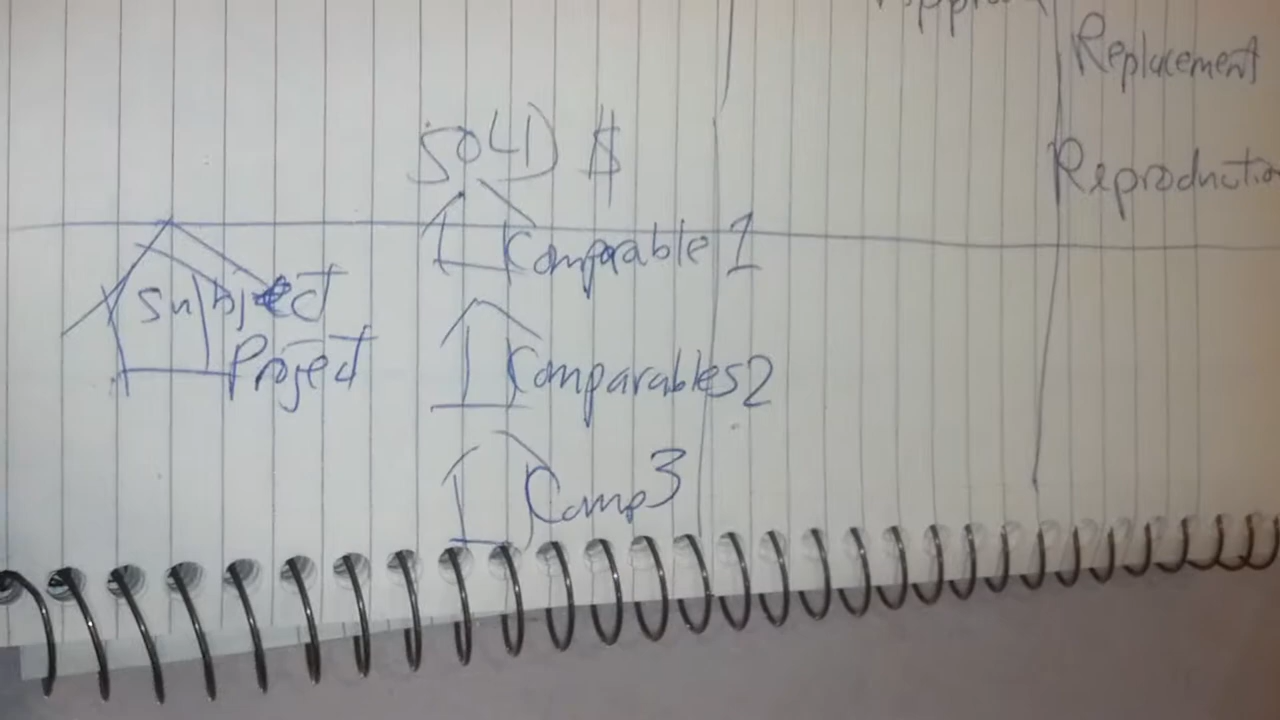 Replacement
Reproduction
SOLD $
Comparable 1
Subject
Project
Comparables 2
Comp 3